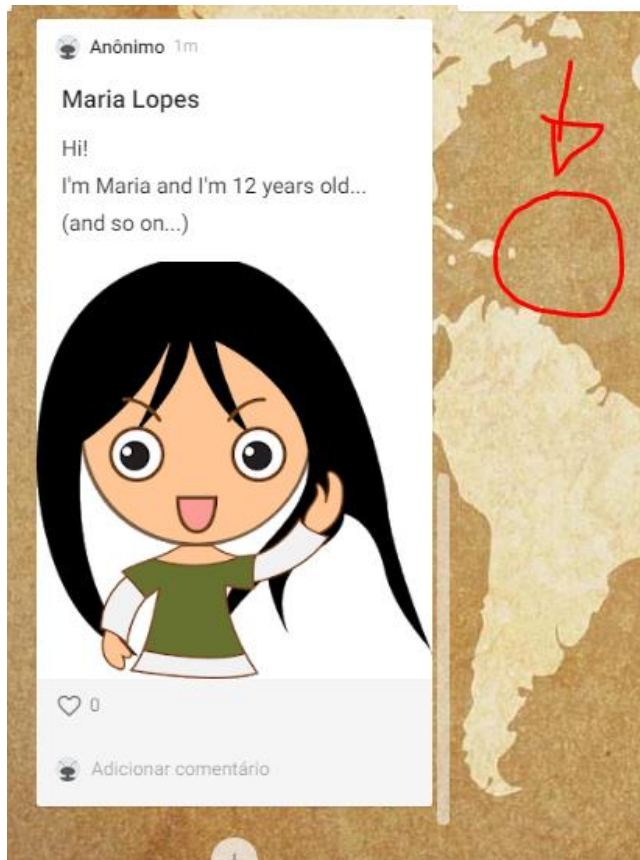 Anônimo 1m
Maria Lopes
Hi!
I'm Maria and I'm 12 years old...
(and so on...)
0
Adicionar comentário